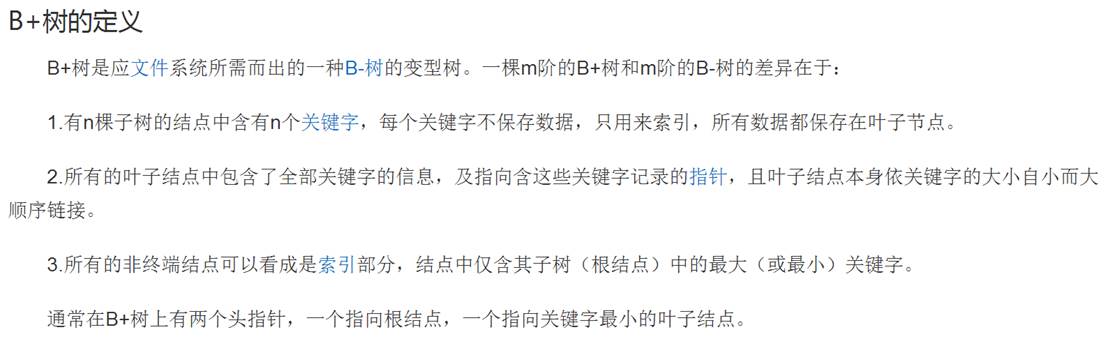 B+树的定义
B+树是应文件系统所需而出的一种B-树的变型树。一棵m阶的B+树和m阶的B-树的差异在于：
1.有n棵子树的结点中含有n个关键字，每个关键字不保存数据，只用来索引，所有数据都保存在叶子节点。
2.所有的叶子结点中包含了全部关键字的信息，及指向含这些关键字记录的指针，且叶子结点本身依关键字的大小自小而大
顺序链接。
3.所有的非终端结点可以看成是索引部分，结点中仅含其子树（根结点）中的最大（或最小）关键字。
通常在B+树上有两个头指针，一个指向根结点，一个指向关键字最小的叶子结点。